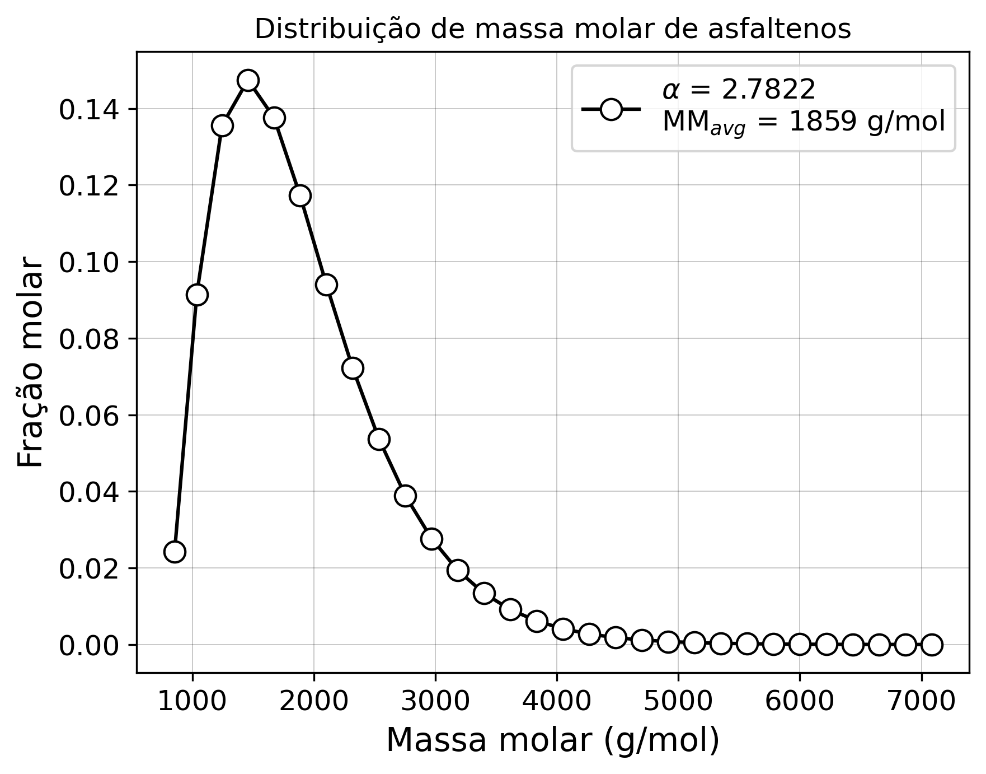 Distribuição de massa molar de asfaltenos
α = 2.7822
MM_avg = 1859 g/mol
Fração molar
0.14
0.12
0.10
0.08
0.06
0.04
0.02
0.00
1000 2000 3000 4000 5000 6000 7000
Massa molar (g/mol)